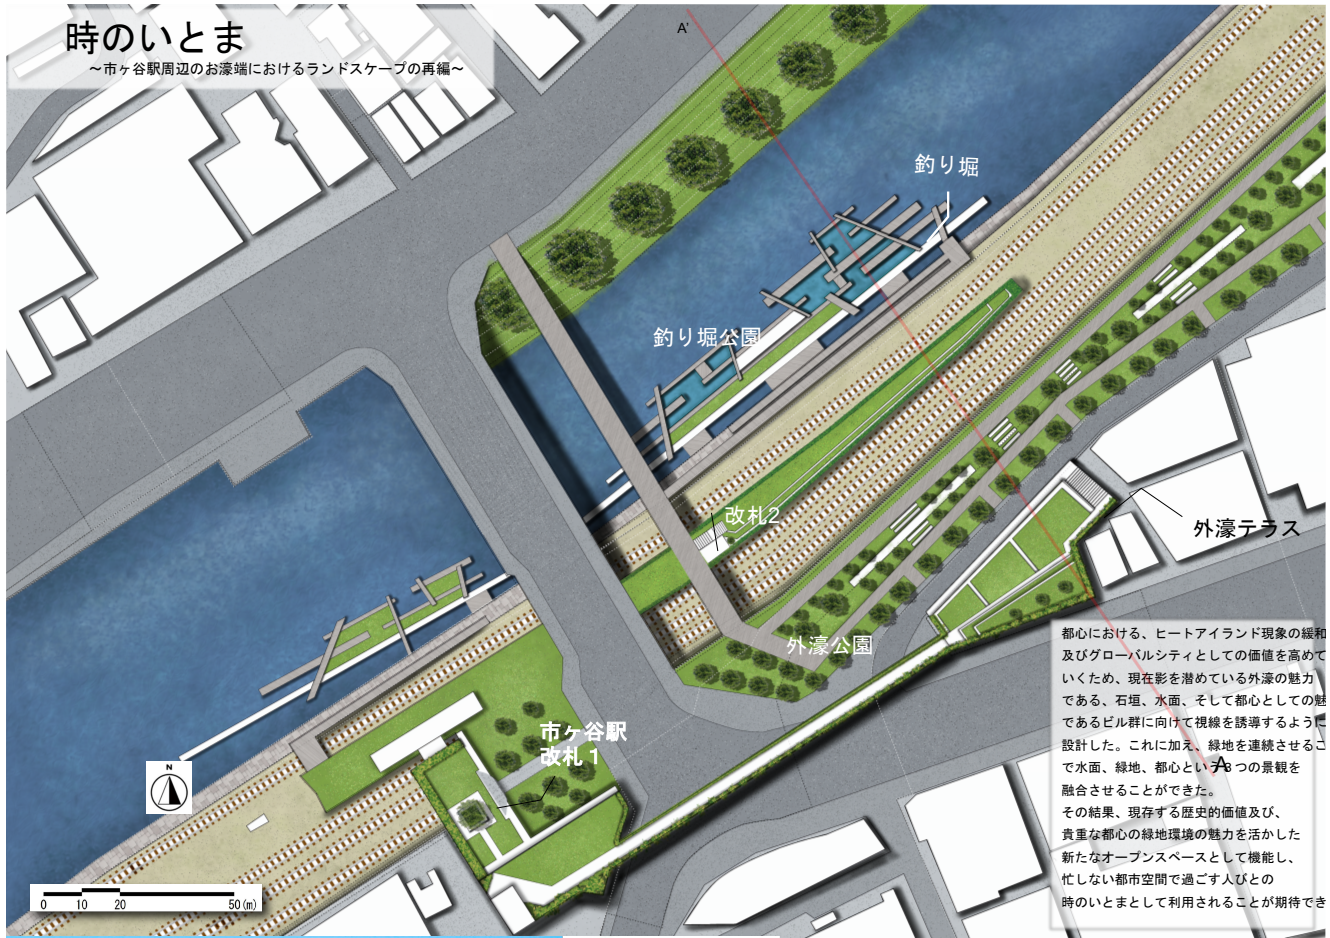 時のいとま
～市ヶ谷駅周辺のお濠端におけるランドスケープの再編～
A'
釣り堀
釣り堀公園
改札2
外濠テラス
外濠公園
市ヶ谷駅
改札１
N
0 10 20 50(m)
都心における、ヒートアイランド現象の緩和
及びグローバルシティとしての価値を高めて
いくため、現在影を潜めている外濠の魅力
である、石垣、水面、そして都心としての魅
であるビル群に向けて視線を誘導するように
設計した。これに加え、緑地を連続させるこ
で水面、緑地、都心という3つの景観を
融合させることができた。
その結果、現存する歴史的価値及び、
貴重な都心の緑地環境の魅力を活かした
新たなオープンスペースとして機能し、
忙しない都市空間で過ごす人びとの
時のいとまとして利用されることが期待でき
A